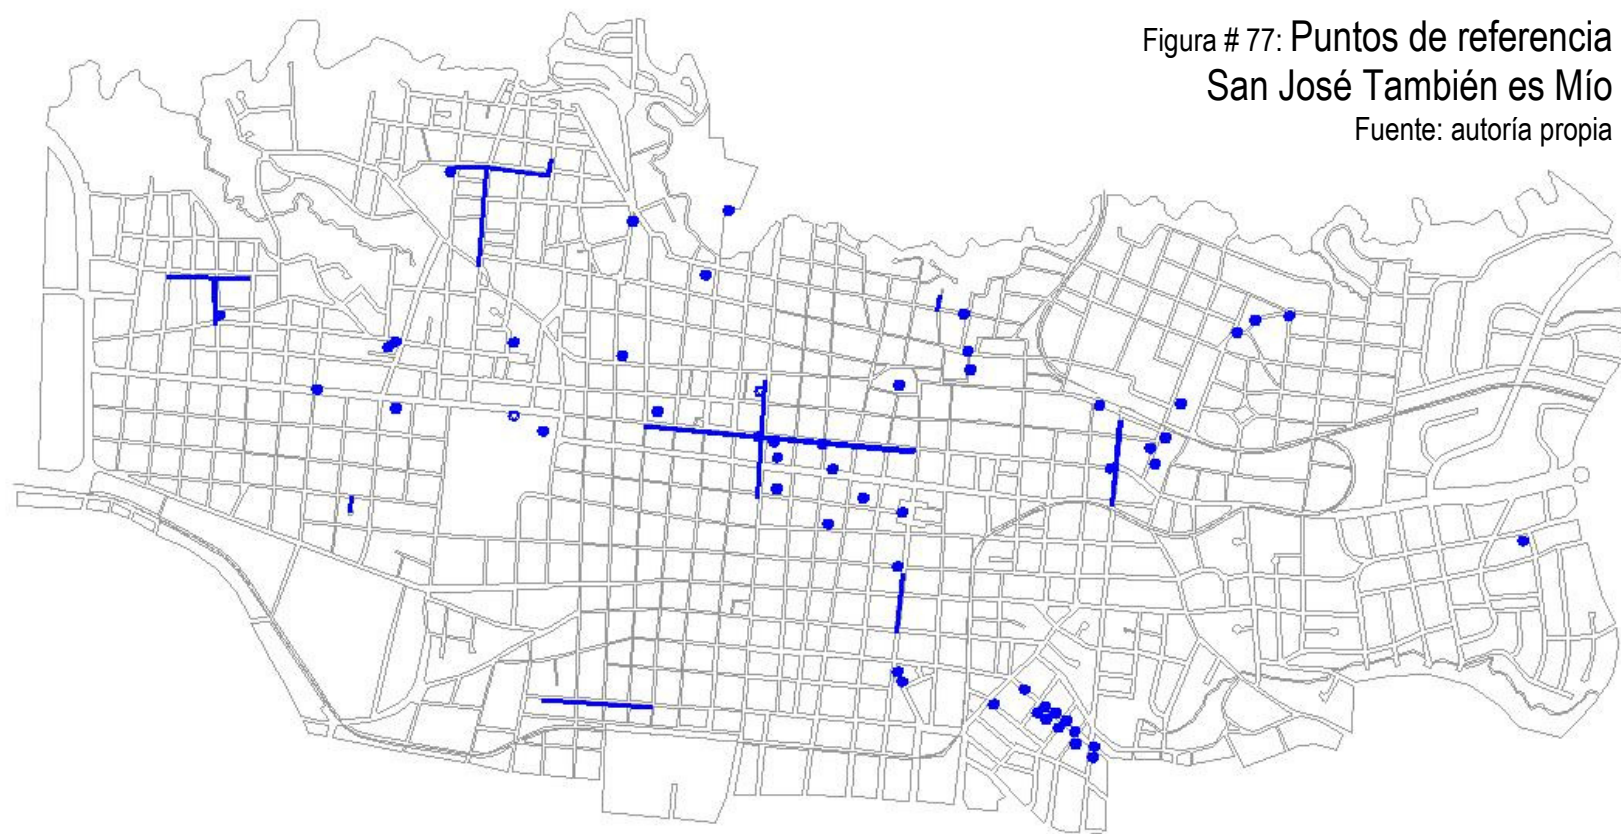 Figura # 77: Puntos de referencia
San José También es Mío
Fuente: autoría propia